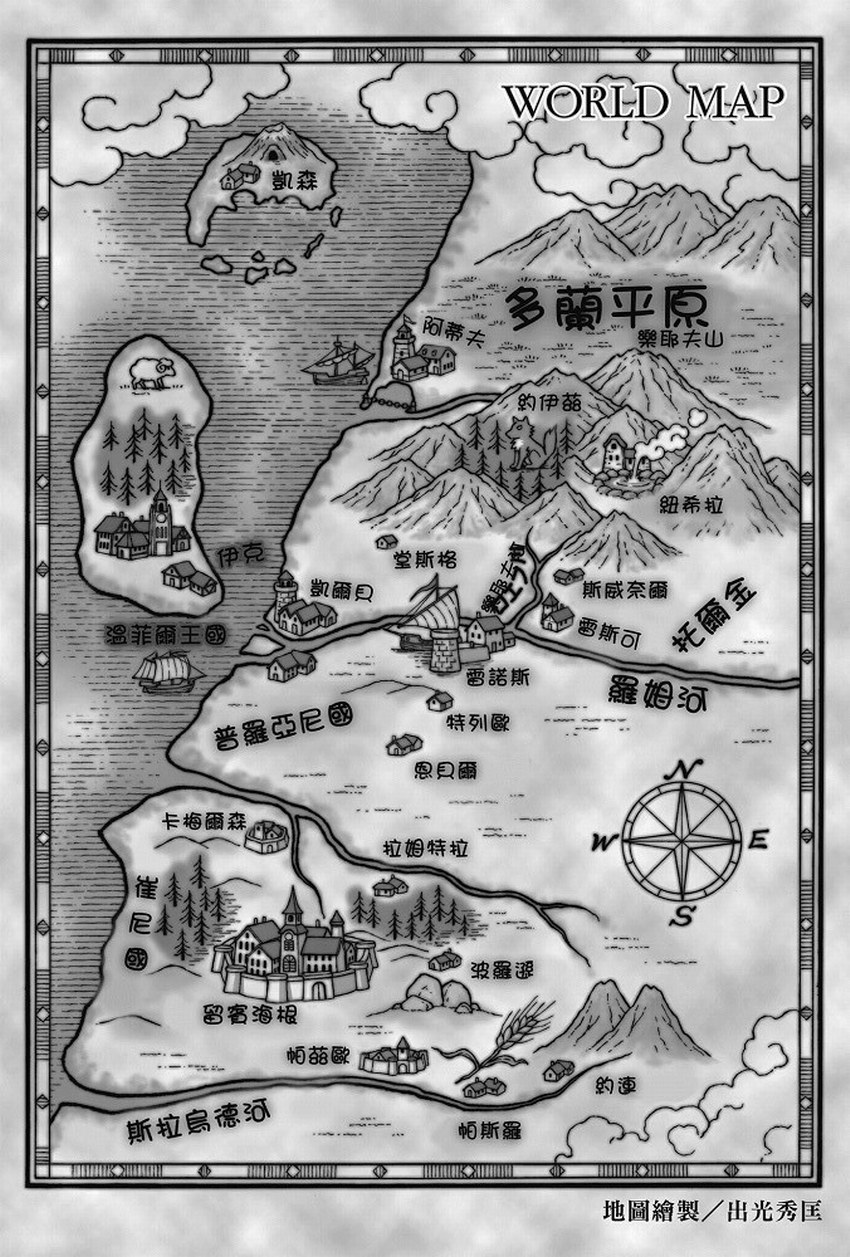 WORLD MAP
凱森
多蘭平原
阿蒂夫
樂耶夫山
約伊茲
紐希拉
伊克
堂斯格
樂耶夫河
斯威奈爾
凱爾貝
雷斯可
托爾金
溫菲爾王國
雷諾斯
羅姆河
普羅亞尼國
特列歐
恩貝爾
N
W
E
S
卡梅爾森
拉姆特拉
崔尼國
波羅遜
留賓海根
帕茲歐
約連
斯拉烏德河
帕斯羅
地圖繪製／出光秀匡